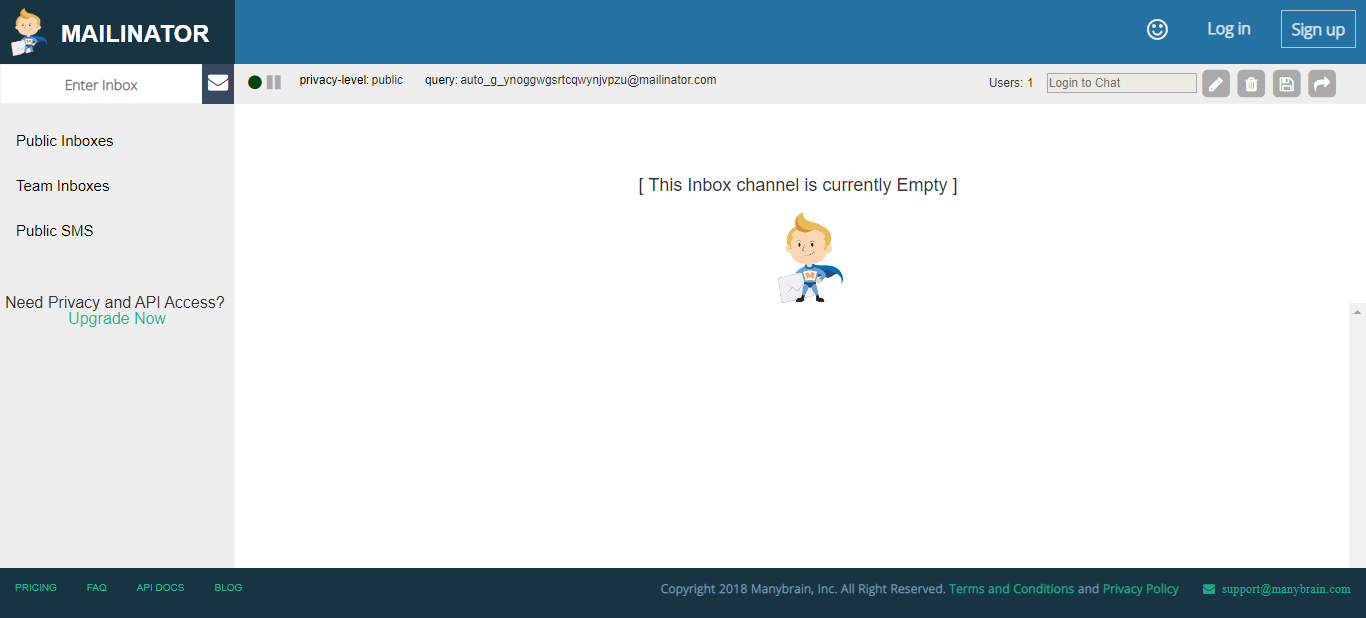 MAILINATOR
Log in
Sign up
Enter Inbox
privacy-level: public
query: auto_g_ynoggwgsrtcqwynjvpzu@mailinator.com
Users: 1
Login to Chat
Public Inboxes
Team Inboxes
Public SMS
Need Privacy and API Access?
Upgrade Now
[ This Inbox channel is currently Empty ]
M
PRICING
FAQ
API DOCS
BLOG
Copyright 2018 Manybrain, Inc. All Right Reserved. Terms and Conditions and Privacy Policy
support@manybrain.com